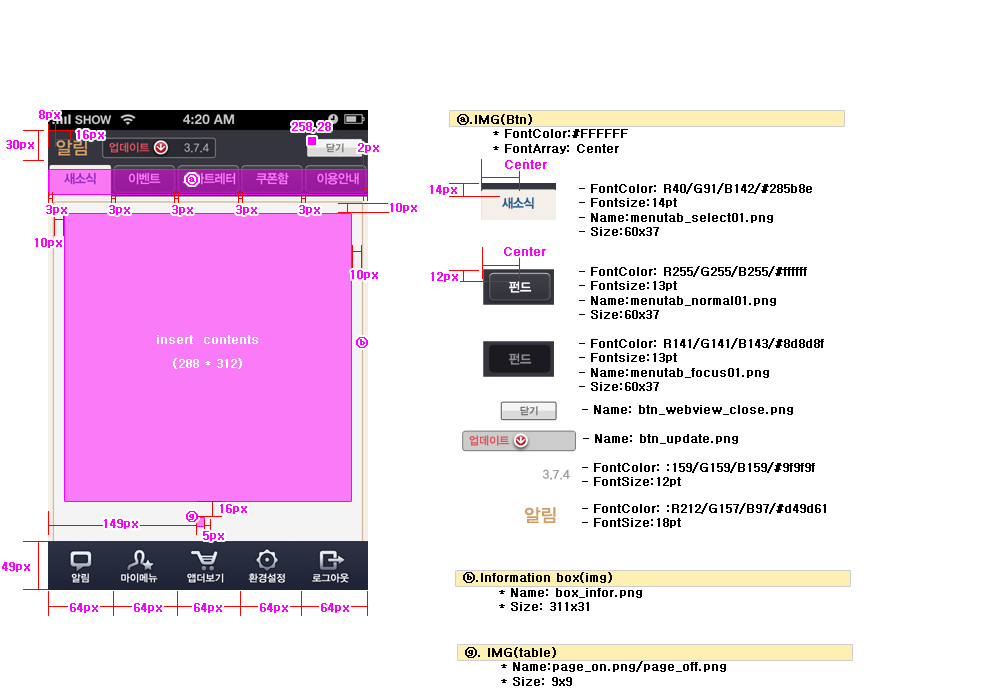 8px
SHOW
4:20 AM
16px
258,28
30px
알림
업데이트
3,7,4
닫기
2px
새소식
이벤트
ⓐ
트레터
쿠폰함
이용안내
3px
3px
3px
3px
3px
10px
10px
10px
insert contents
(288 * 312)
ⓑ
16px
ⓖ
149px
5px
49px
알림
마이메뉴
앱더보기
환경설정
로그아웃
64px
64px
64px
64px
64px
ⓐ.IMG(Btn)
* FontColor:#FFFFFF
* FontArray: Center
Center
14px
새소식
- FontColor: R40/G91/B142/#285b8e
- Fontsize:14pt
- Name:menutab_select01.png
- Size:60x37
Center
12px
펀드
- FontColor: R255/G255/B255/#ffffff
- Fontsize:13pt
- Name:menutab_normal01.png
- Size:60x37
펀드
- FontColor: R141/G141/B143/#8d8d8f
- Fontsize:13pt
- Name:menutab_focus01.png
- Size:60x37
닫기
- Name: btn_webview_close.png
업데이트
- Name: btn_update.png
3,7,4
- FontColor: :159/G159/B159/#9f9f9f
- FontSize:12pt
알림
- FontColor: :R212/G157/B97/#d49d61
- FontSize:18pt
ⓑ.Information box(img)
* Name: box_infor.png
* Size: 311x31
ⓖ. IMG(table)
* Name:page_on.png/page_off.png
* Size: 9x9